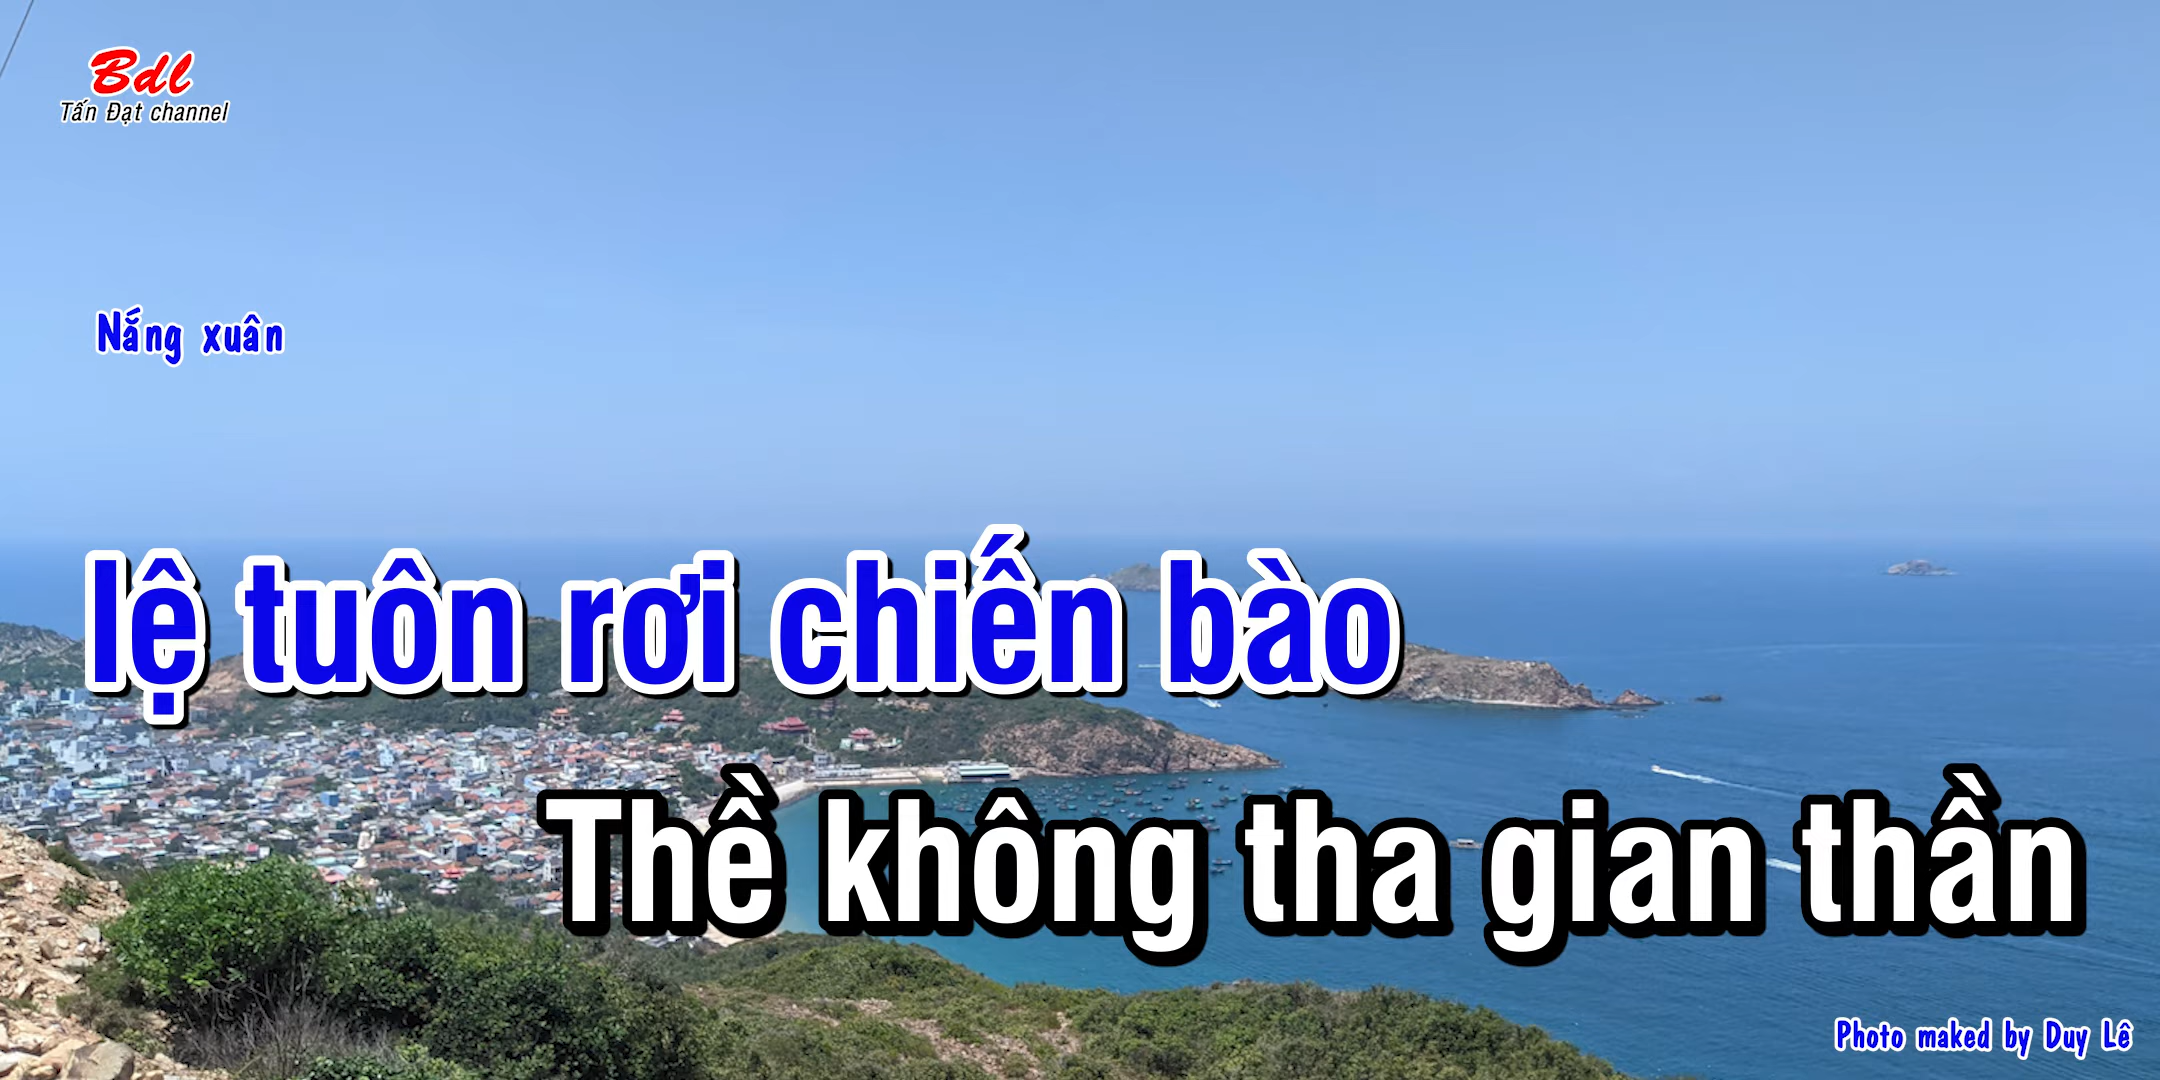 Bdl
Tấn Đạt channel
Nắng xuân
lệ tuôn rơi chiến bào
Thề không tha gian thần
Photo maked by Duy Lê